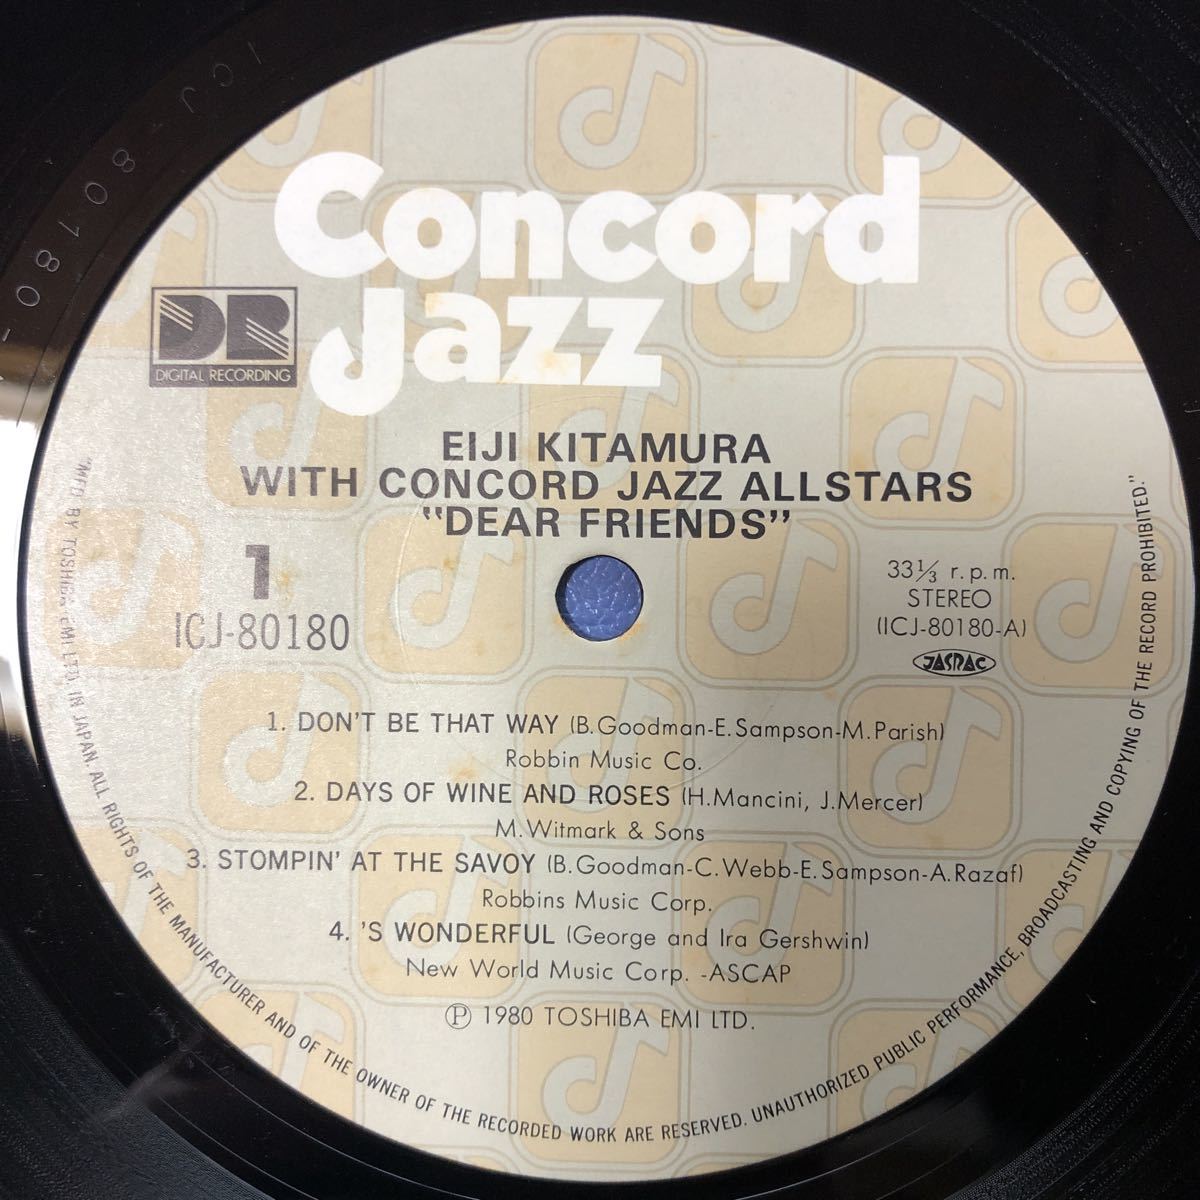 Concord
Jazz
DR
DIGITAL RECORDING
EIJI KITAMURA
WITH CONCORD JAZZ ALLSTARS
"DEAR FRIENDS"
1
ICJ-80180
33⅓ r.p.m.
STEREO
(ICJ-80180-A)
JASRAC
1. DON'T BE THAT WAY (B.Goodman-E.Sampson-M.Parish)
Robbin Music Co.
2. DAYS OF WINE AND ROSES (H.Mancini, J.Mercer)
M.Witmark & Sons
3. STOMPIN' AT THE SAVOY (B.Goodman-C.Webb-E.Sampson-A.Razaf)
Robbins Music Corp.
4. 'S WONDERFUL (George and Ira Gershwin)
New World Music Corp. -ASCAP
Ⓟ 1980 TOSHIBA EMI LTD.
"MFD BY TOSHIBA EMI LTD. IN JAPAN. ALL RIGHTS OF THE MANUFACTURER AND OF THE OWNER OF THE RECORDED WORK ARE RESERVED. UNAUTHORIZED PUBLIC PERFORMANCE, BROADCASTING AND COPYING OF THE RECORD PROHIBITED."
ICJ 80180-